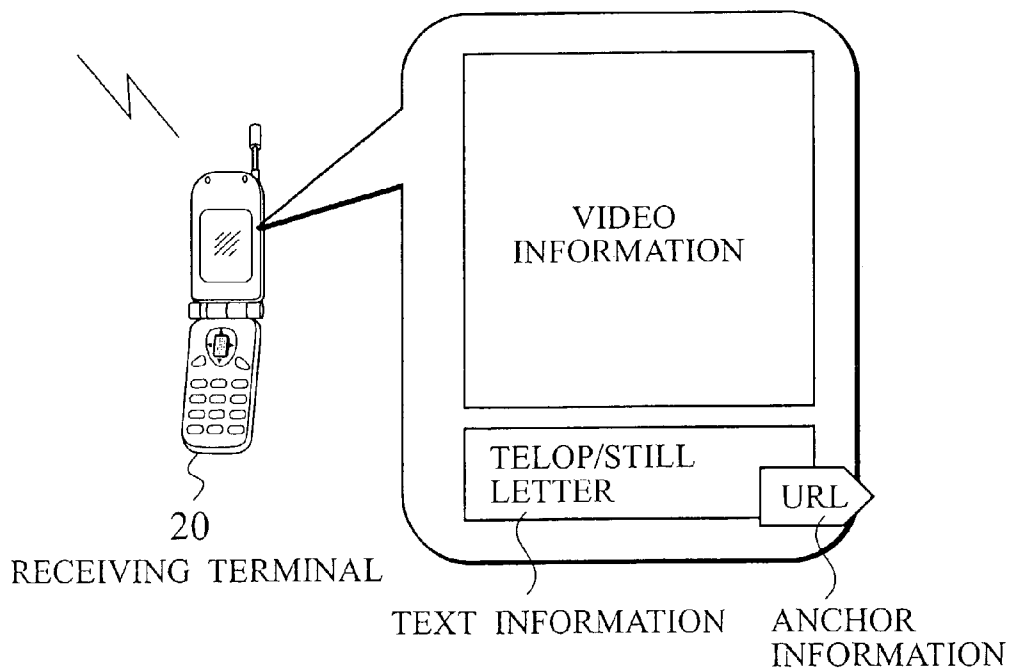 VIDEO
INFORMATION
TELOP/STILL
LETTER
URL
20
RECEIVING TERMINAL
TEXT INFORMATION
ANCHOR
INFORMATION